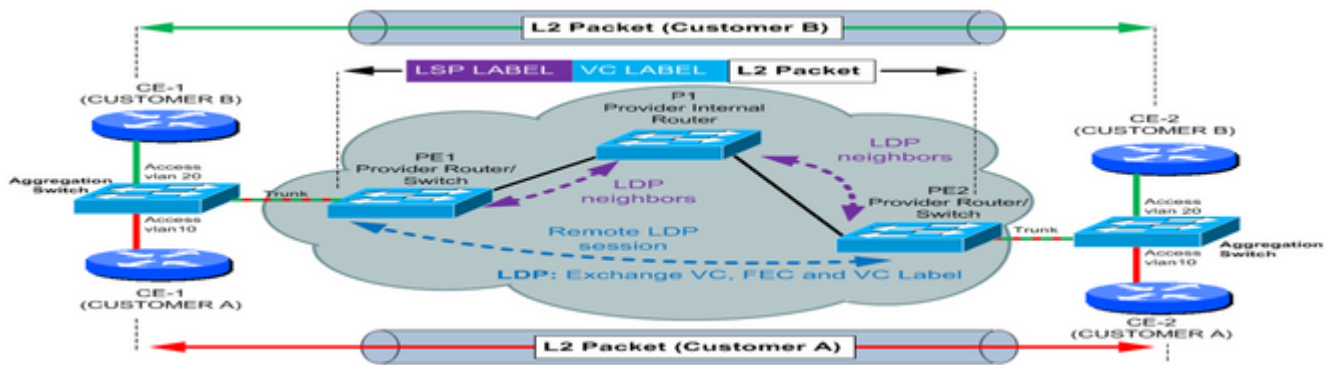 L2 Packet (Customer B)
LSP LABEL VC LABEL L2 Packet
CE-1
(CUSTOMER B)
P1
Provider Internal
Router
CE-2
(CUSTOMER B)
LDP
neighbors
Access
vlan 20
PE1
Provider Router/
Switch
Aggregation
Switch
Trunk
LDP
neighbors
PE2
Provider Router/
Switch
Access
vlan 20
Trunk
Aggregation
Switch
Access
vlan10
Remote LDP
session
LDP: Exchange VC, FEC and VC Label
Access
vlan10
CE-1
(CUSTOMER A)
CE-2
(CUSTOMER A)
L2 Packet (Customer A)